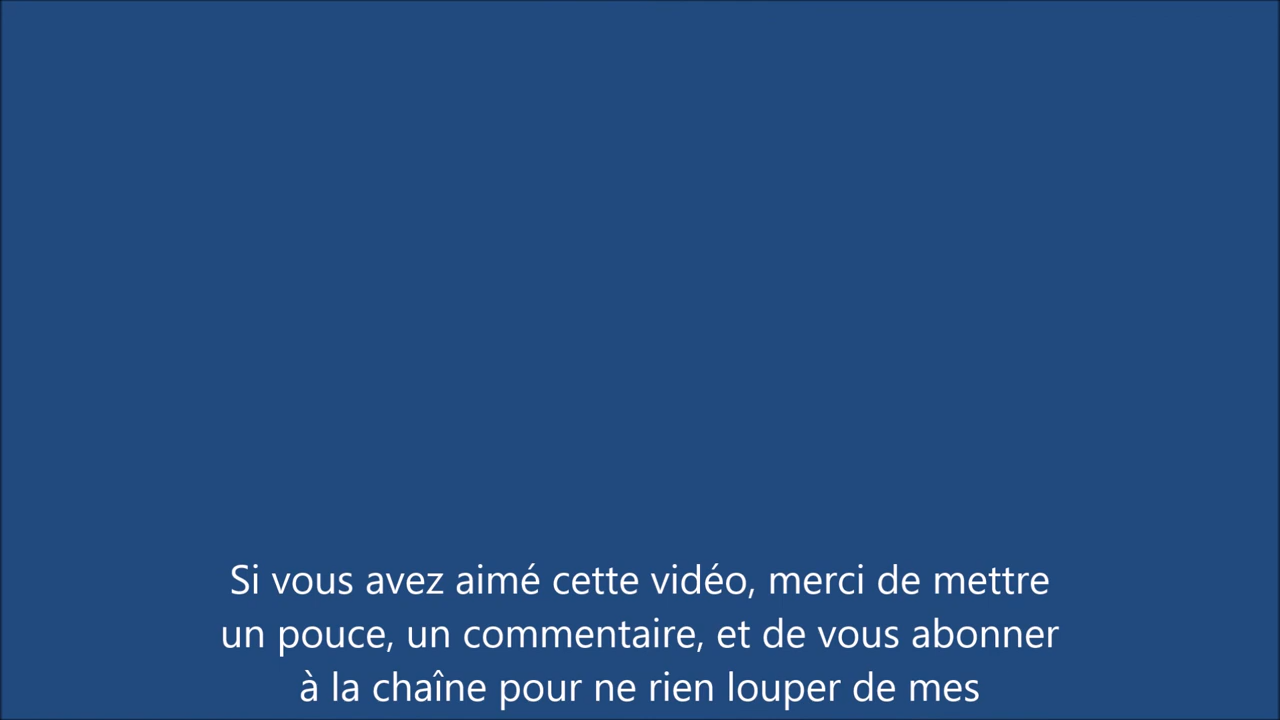 Si vous avez aimé cette vidéo, merci de mettre
un pouce, un commentaire, et de vous abonner
à la chaîne pour ne rien louper de mes